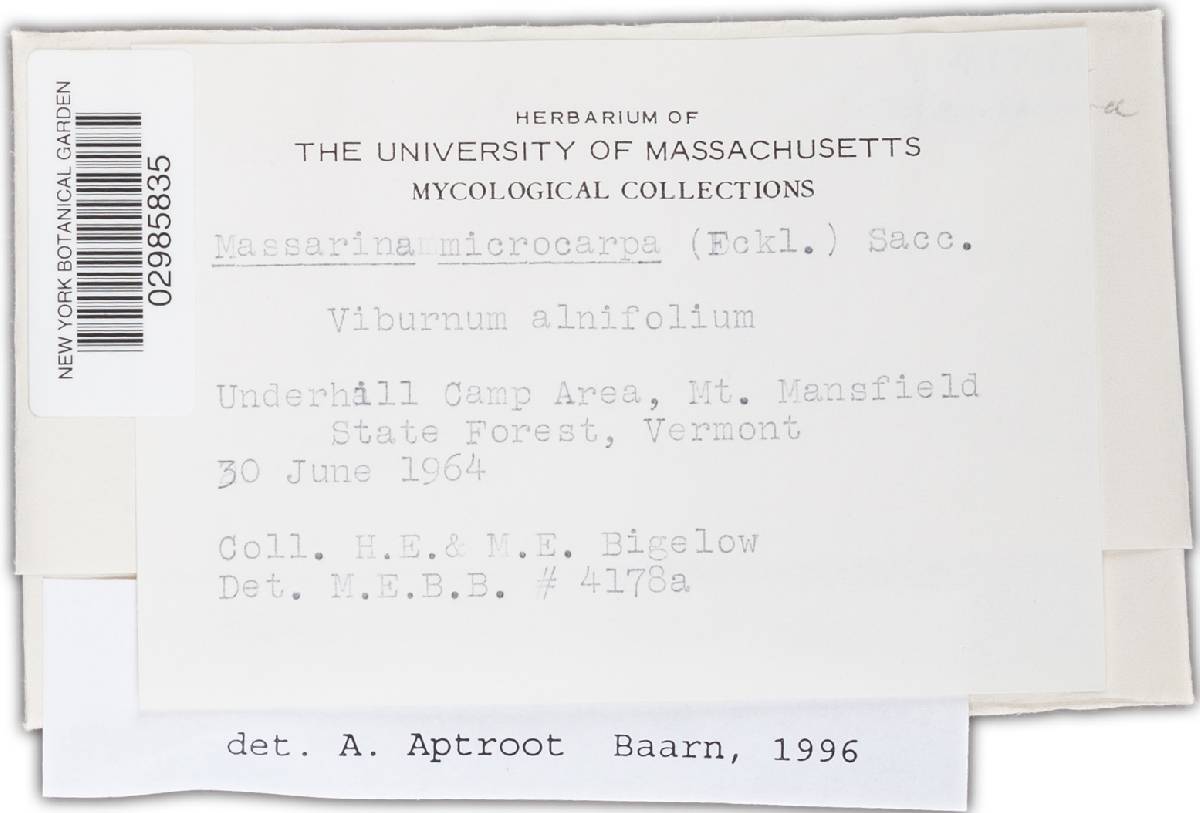 NEW YORK BOTANICAL GARDEN
02985835
HERBARIUM OF
THE UNIVERSITY OF MASSACHUSETTS
MYCOLOGICAL COLLECTIONS
Massarina microcarpa (Eckl.) Sacc.
Viburnum alnifolium
Underhill Camp Area, Mt. Mansfield
State Forest, Vermont
30 June 1964
Coll. H.E.& M.E. Bigelow
Det. M.E.B.B. # 4178a
det. A. Aptroot Baarn, 1996